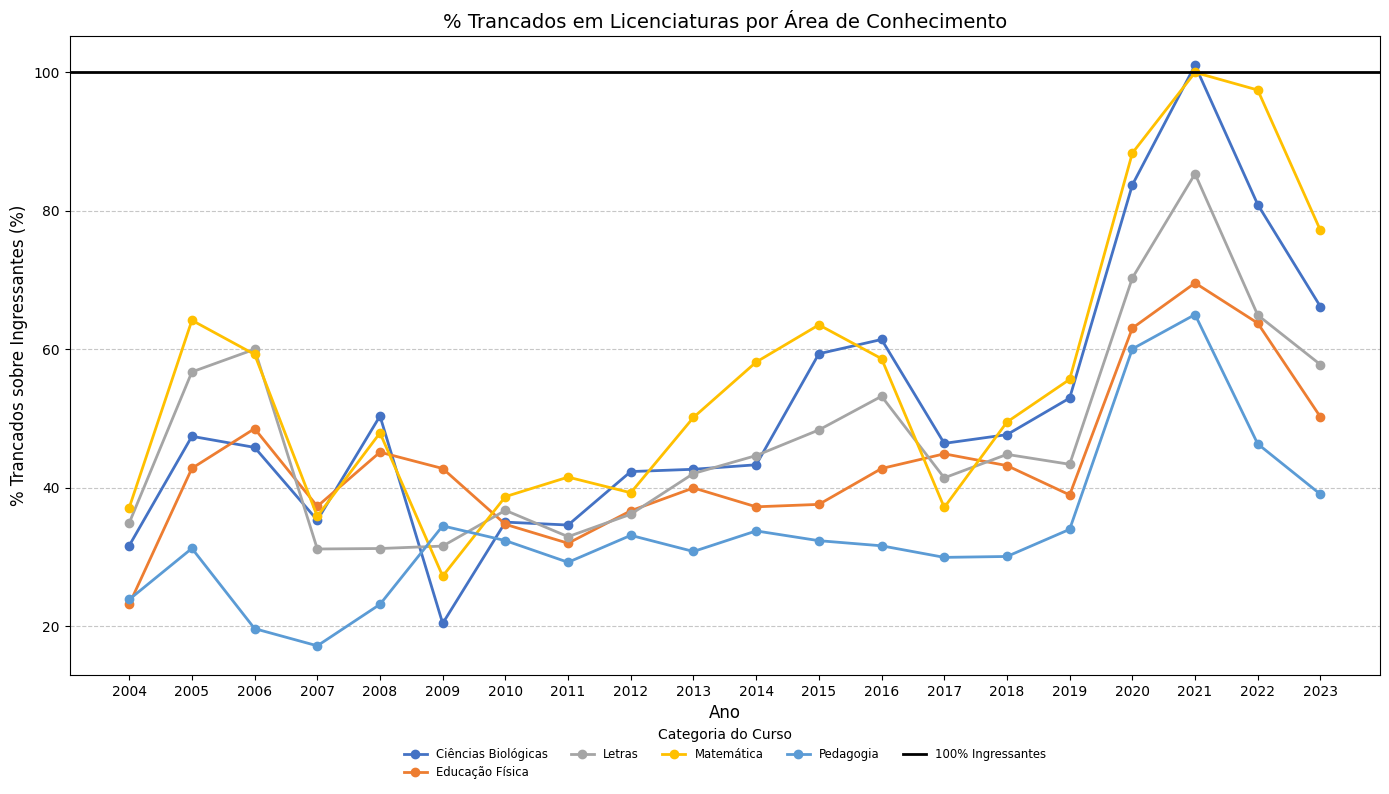 % Trancados em Licenciaturas por Área de Conhecimento
% Trancados sobre Ingressantes (%)
100
80
60
40
20
2004 2005 2006 2007 2008 2009 2010 2011 2012 2013 2014 2015 2016 2017 2018 2019 2020 2021 2022 2023
Ano
Categoria do Curso
Ciências Biológicas Letras Matemática Pedagogia 100% Ingressantes
Educação Física